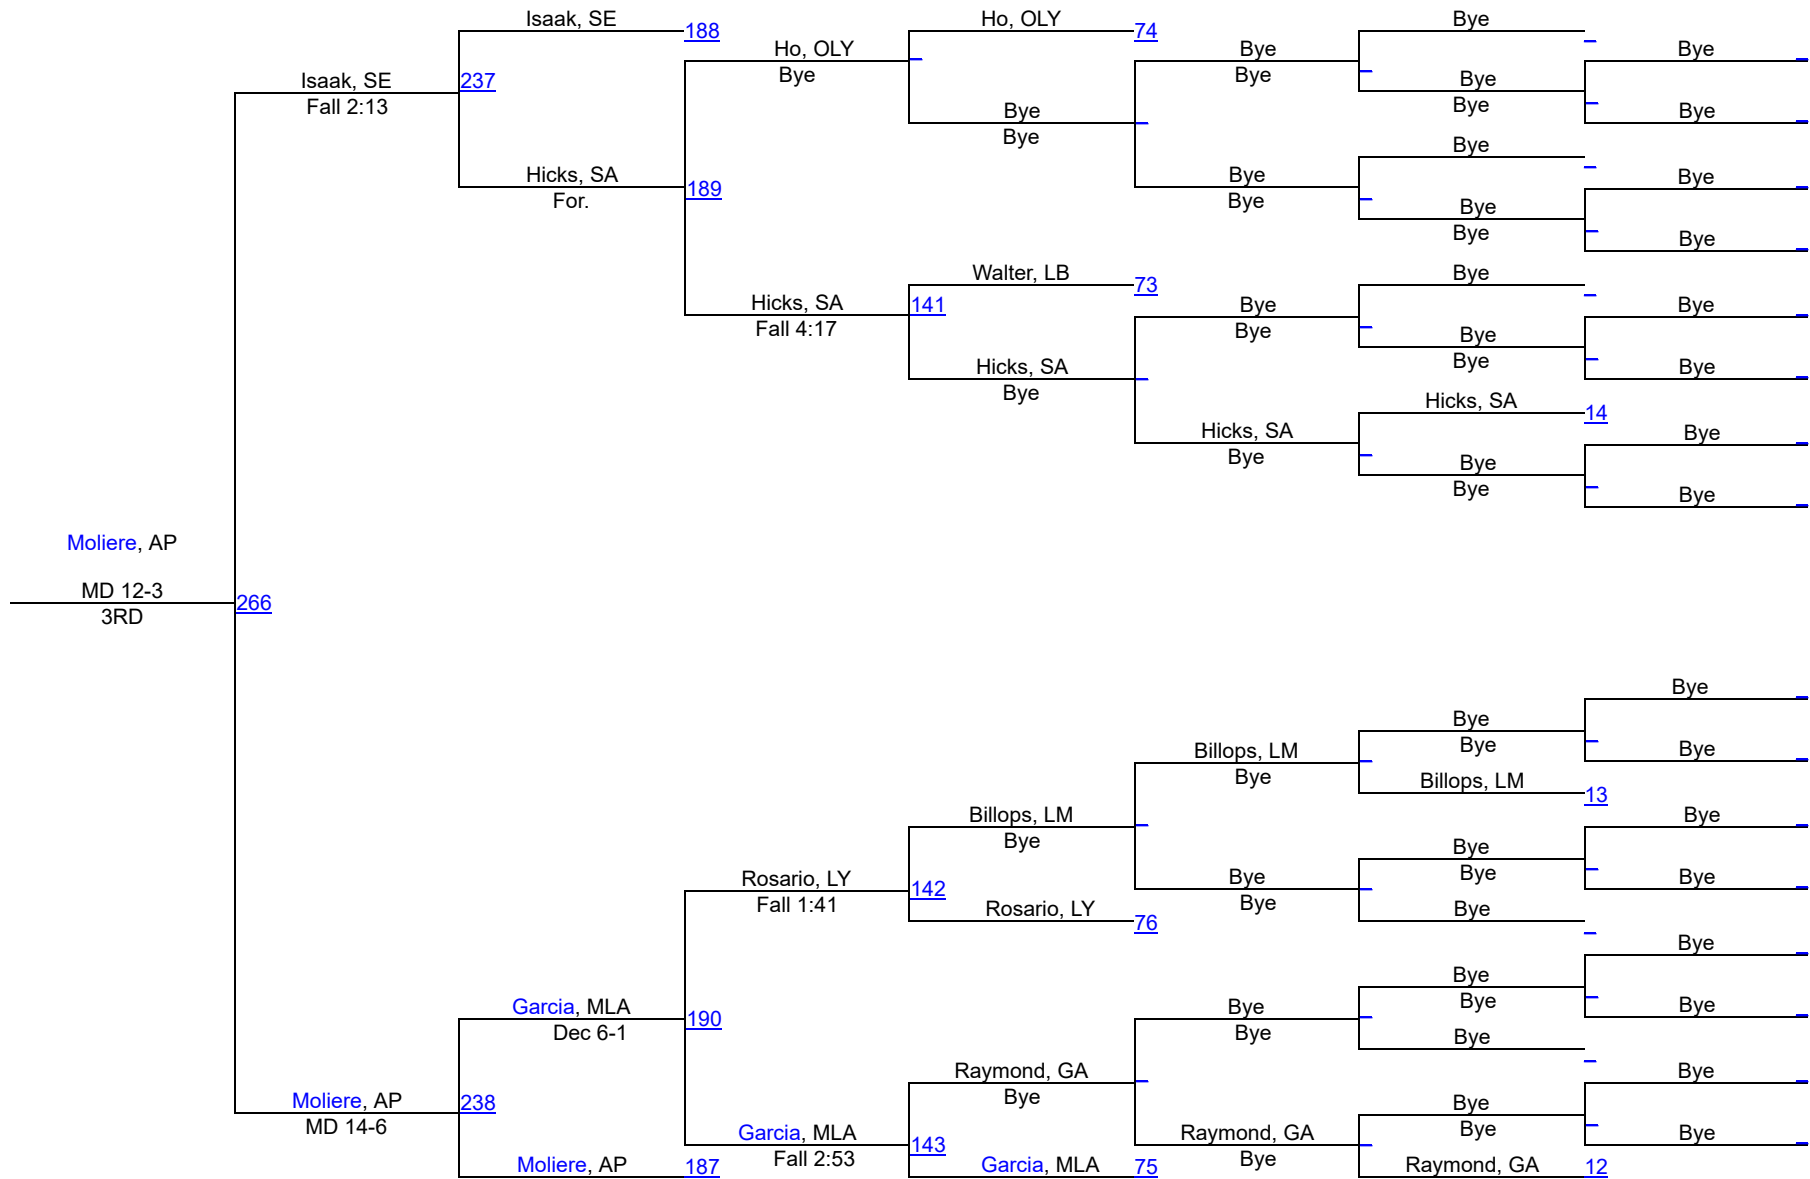 Isaak, SE
188
Ho, OLY
74
Bye
Ho, OLY
Bye
Bye
Bye
Isaak, SE
237
Bye
Bye
Bye
Fall 2:13
Bye
Bye
Bye
Bye
Bye
Hicks, SA
189
Bye
Bye
For.
Bye
Bye
Bye
Bye
Walter, LB
73
Bye
Hicks, SA
141
Bye
Bye
Fall 4:17
Bye
Bye
Hicks, SA
Bye
Bye
Bye
Hicks, SA
14
Hicks, SA
Bye
Bye
Bye
Bye
Bye
Moliere, AP
MD 12-3
266
3RD
Bye
Bye
Billops, LM
Bye
Bye
Bye
Billops, LM
13
Billops, LM
Bye
Bye
Bye
Bye
Rosario, LY
142
Bye
Bye
Fall 1:41
Bye
Rosario, LY
76
Bye
Bye
Bye
Garcia, MLA
190
Bye
Bye
Bye
Dec 6-1
Bye
Bye
Raymond, GA
Bye
Bye
Moliere, AP
238
Bye
MD 14-6
Bye
Garcia, MLA
143
Raymond, GA
Bye
Fall 2:53
Bye
Moliere, AP
187
Garcia, MLA
75
Raymond, GA
12